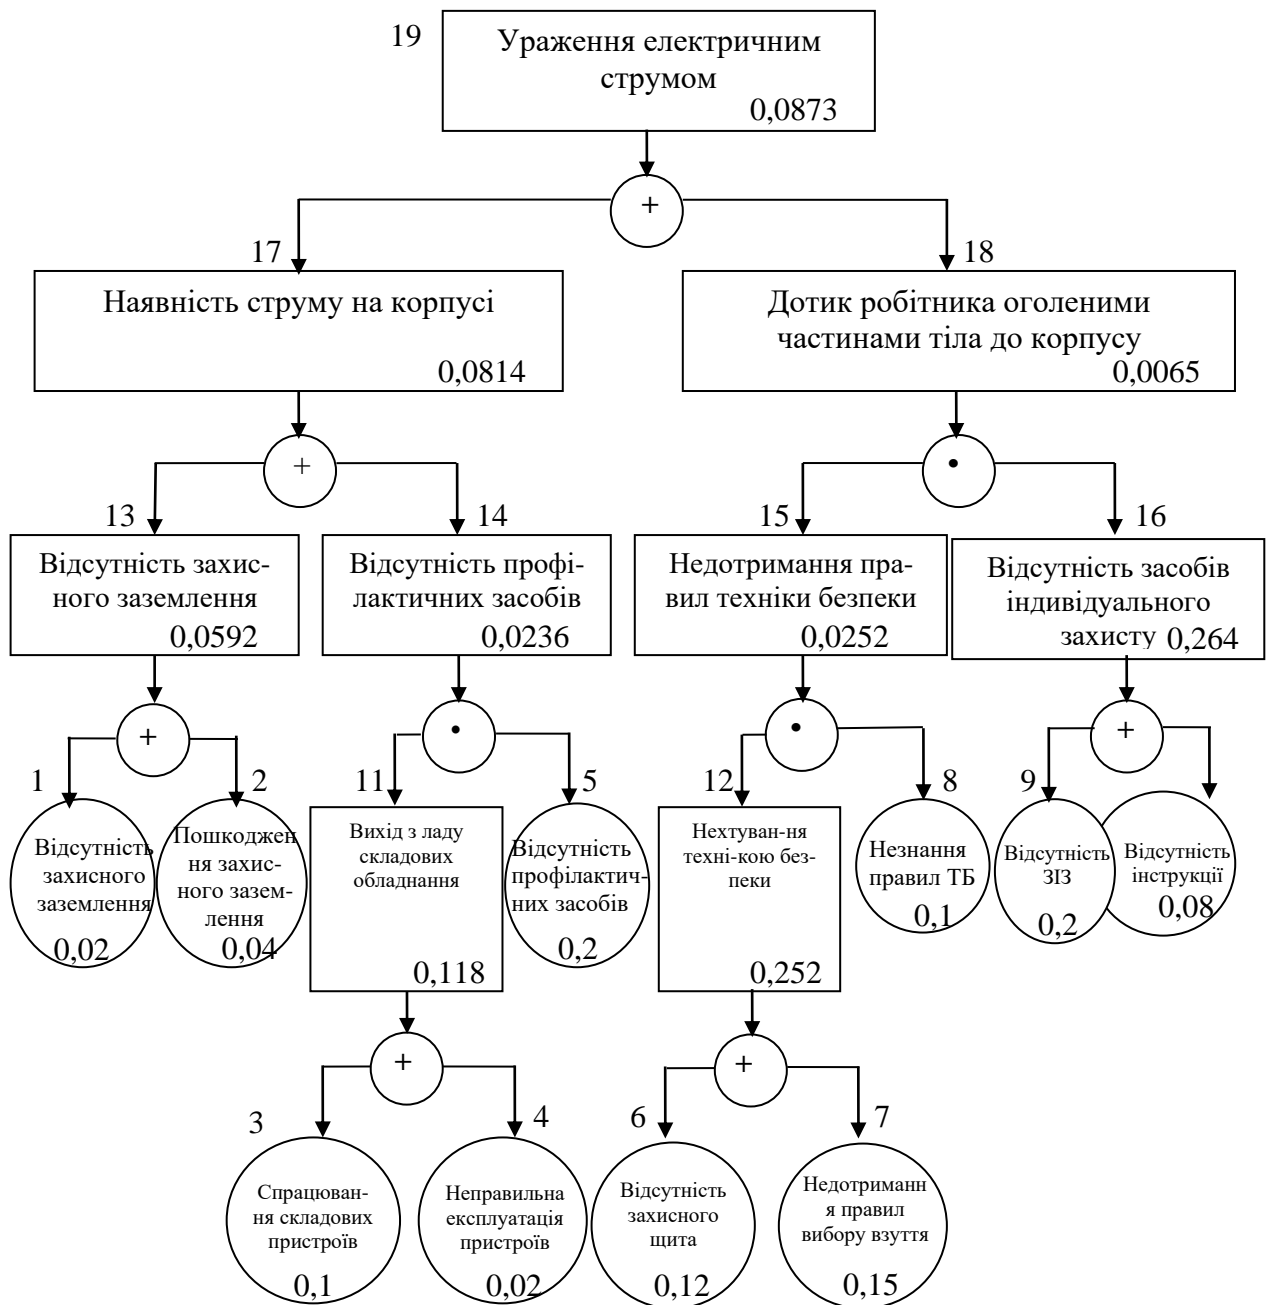 19
Ураження електричним
струмом
0,0873
+
17
18
Наявність струму на корпусі
0,0814
Дотик робітника оголеними
частинами тіла до корпусу
0,0065
+
•
13
14
15
16
Відсутність захис-
ного заземлення
0,0592
Відсутність профі-
лактичних засобів
0,0236
Недотримання пра-
вил техніки безпеки
0,0252
Відсутність засобів
індивідуального
захисту 0,264
+
•
•
+
1
2
11
5
12
8
9
Відсутність
захисного
заземлення
0,02
Пошкоджен
ня захис-
ного зазем-
лення
0,04
Вихід з ладу
складових
обладнання
0,118
Відсутність
профілактич-
них засобів
0,2
Нехтуван-ня
техні-кою без-
пеки
0,252
Незнання
правил ТБ
0,1
Відсутність
ЗІЗ
0,2
Відсутність
інструкції
0,08
+
+
3
4
6
7
Спрацюван-
ня складових
пристроїв
0,1
Неправильна
експлуатація
пристроїв
0,02
Відсутність
захисного
щита
0,12
Недотриманн
я правил
вибору взуття
0,15